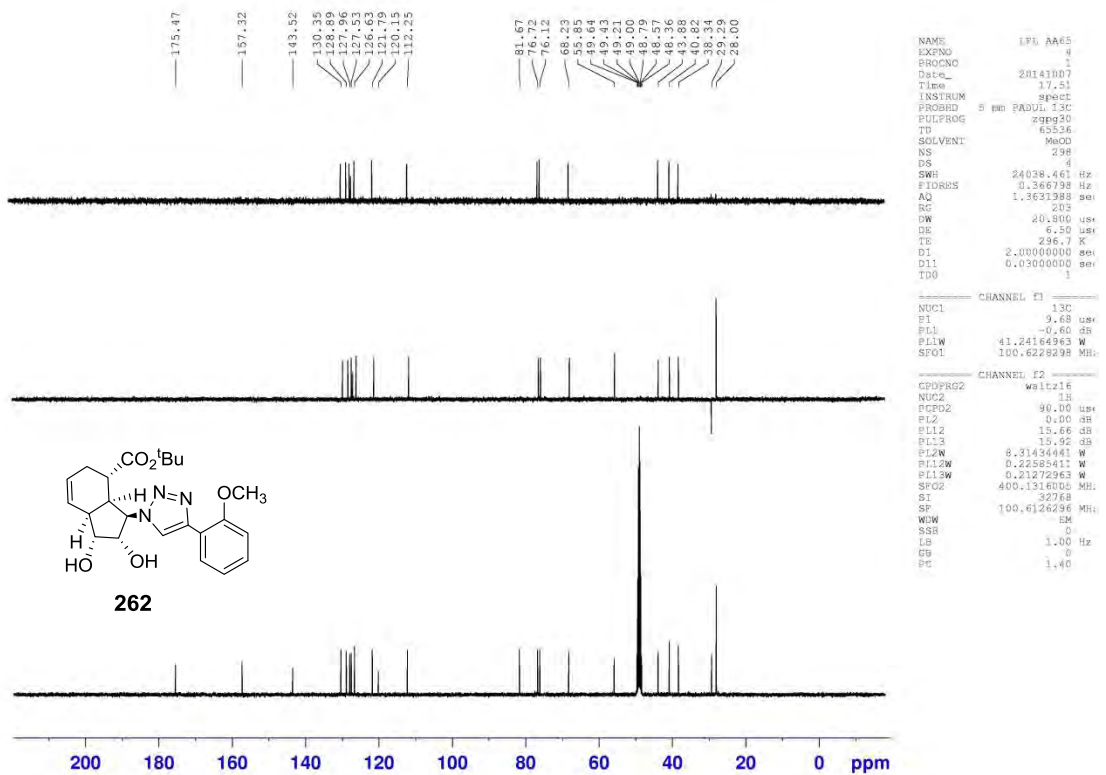 175.47
157.32
143.52
130.35
128.89
127.96
127.53
126.63
121.79
120.15
112.25
81.67
76.72
76.12
68.23
55.85
49.64
49.43
49.21
49.00
48.79
48.57
48.36
43.88
40.82
38.34
29.29
28.00
NAME LFL AA65
EXPNO 4
PROCNO 1
Date_ 20141007
Time 17.51
INSTRUM spect
PROBHD 5 mm PADUL 13C
PULPROG zgpg30
TD 65536
SOLVENT MeOD
NS 298
DS 4
SWH 24038.461 Hz
FIDRES 0.366798 Hz
AQ 1.3631988 sec
RG 203
DW 20.800 use
DE 6.50 use
TE 296.7 K
D1 2.00000000 sec
D11 0.03000000 sec
TD0 1
======== CHANNEL f1 ========
NUC1 13C
P1 9.68 use
PL1 -0.60 dB
PL1W 41.24164963 W
SFO1 100.6228298 MHz
======== CHANNEL f2 ========
CPDPRG2 waltz16
NUC2 1H
PCPD2 90.00 use
PL2 0.00 dB
PL12 15.66 dB
PL13 15.92 dB
PL2W 8.31434441 W
PL12W 0.22585411 W
PL13W 0.21272963 W
SFO2 400.1316005 MHz
SI 32768
SF 100.6126296 MHz
WDW EM
SSB 0
LB 1.00 Hz
GB 0
PC 1.40
CO2tBu
H N N
N
OCH3
H
HO OH
262
200 180 160 140 120 100 80 60 40 20 0 ppm